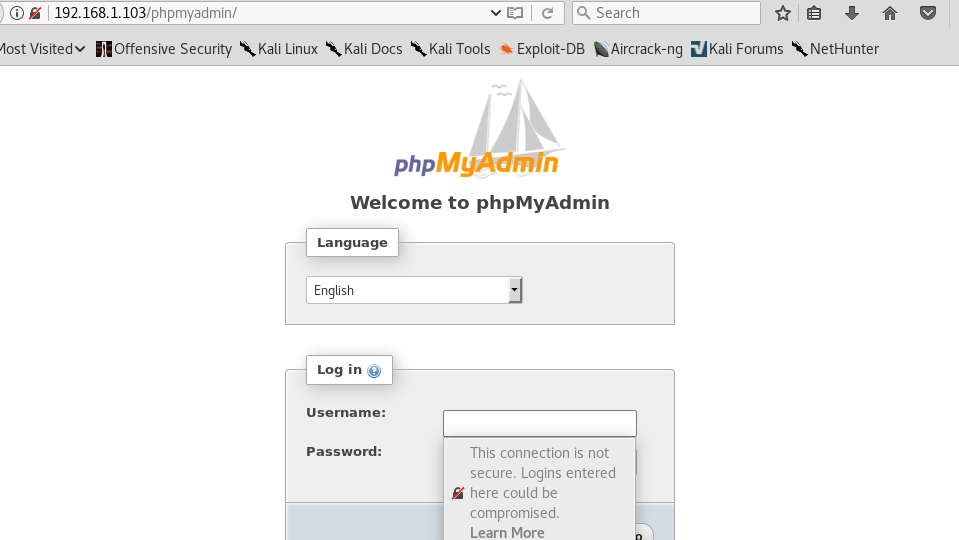 192.168.1.103/phpmyadmin/
Search
Most Visited
Offensive Security
Kali Linux
Kali Docs
Kali Tools
Exploit-DB
Aircrack-ng
Kali Forums
NetHunter
phpMyAdmin
Welcome to phpMyAdmin
Language
English
Log in
Username:
Password:
This connection is not
secure. Logins entered
here could be
compromised.
Learn More